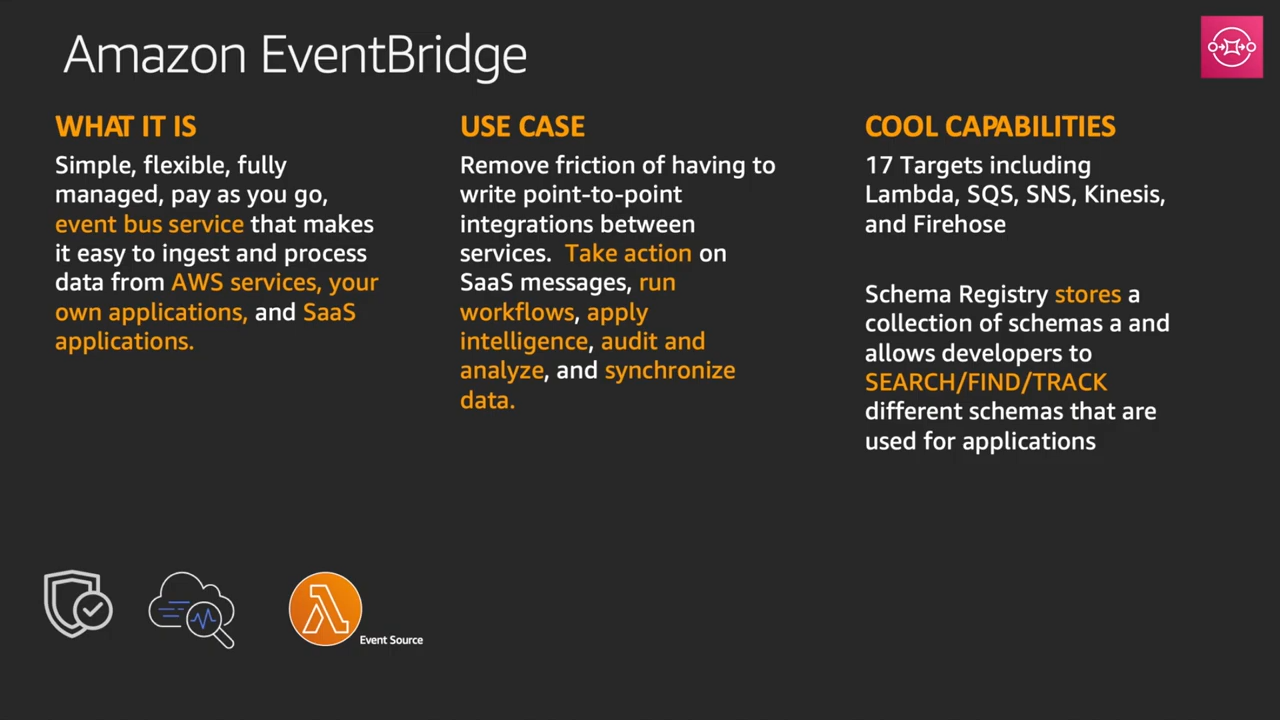 Amazon EventBridge
WHAT IT IS
Simple, flexible, fully
managed, pay as you go,
event bus service that makes
it easy to ingest and process
data from AWS services, your
own applications, and SaaS
applications.
USE CASE
Remove friction of having to
write point-to-point
integrations between
services.  Take action on
SaaS messages, run
workflows, apply
intelligence, audit and
analyze, and synchronize
data.
COOL CAPABILITIES
17 Targets including
Lambda, SQS, SNS, Kinesis,
and Firehose
Schema Registry stores a
collection of schemas a and
allows developers to
SEARCH/FIND/TRACK
different schemas that are
used for applications
Event Source